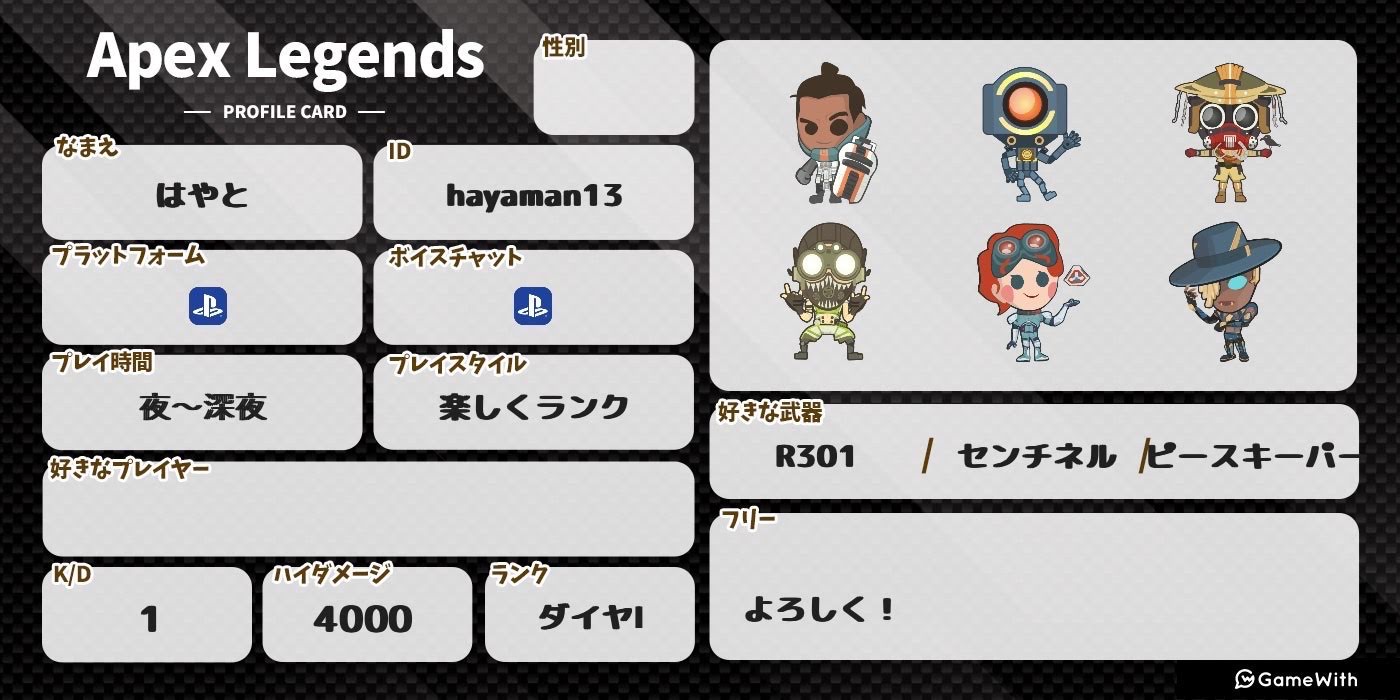 Apex Legends
PROFILE CARD
性別
なまえ
はやと
ID
hayaman13
プラットフォーム
ボイスチャット
プレイ時間
夜〜深夜
プレイスタイル
楽しくランク
好きなプレイヤー
K/D
1
ハイダメージ
4000
ランク
ダイヤI
好きな武器
R301 / センチネル /ピースキーパー
フリー
よろしく！
GameWith